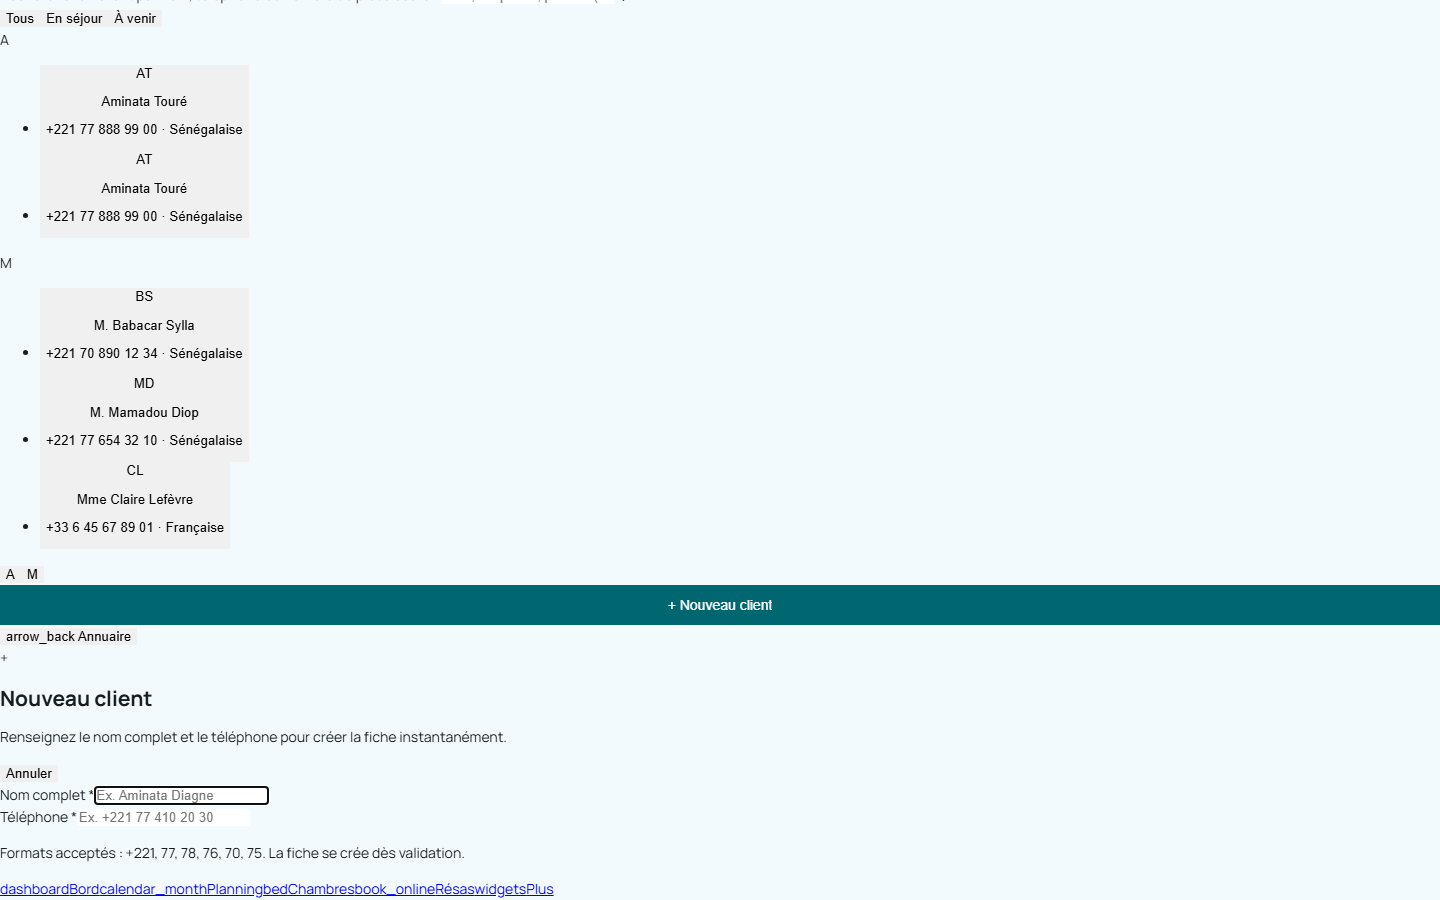 Tous En séjour À venir
A
AT
Aminata Touré
+221 77 888 99 00 · Sénégalaise
AT
Aminata Touré
+221 77 888 99 00 · Sénégalaise
M
BS
M. Babacar Sylla
+221 70 890 12 34 · Sénégalaise
MD
M. Mamadou Diop
+221 77 654 32 10 · Sénégalaise
CL
Mme Claire Lefèvre
+33 6 45 67 89 01 · Française
A M
+ Nouveau client
arrow_back Annuaire
+
Nouveau client
Renseignez le nom complet et le téléphone pour créer la fiche instantanément.
Annuler
Nom complet * Ex. Aminata Diagne
Téléphone * Ex. +221 77 410 20 30
Formats acceptés : +221, 77, 78, 76, 70, 75. La fiche se crée dès validation.
dashboardBordcalendar_monthPlanningbedChambresbook_onlineRésaswidgetsPlus